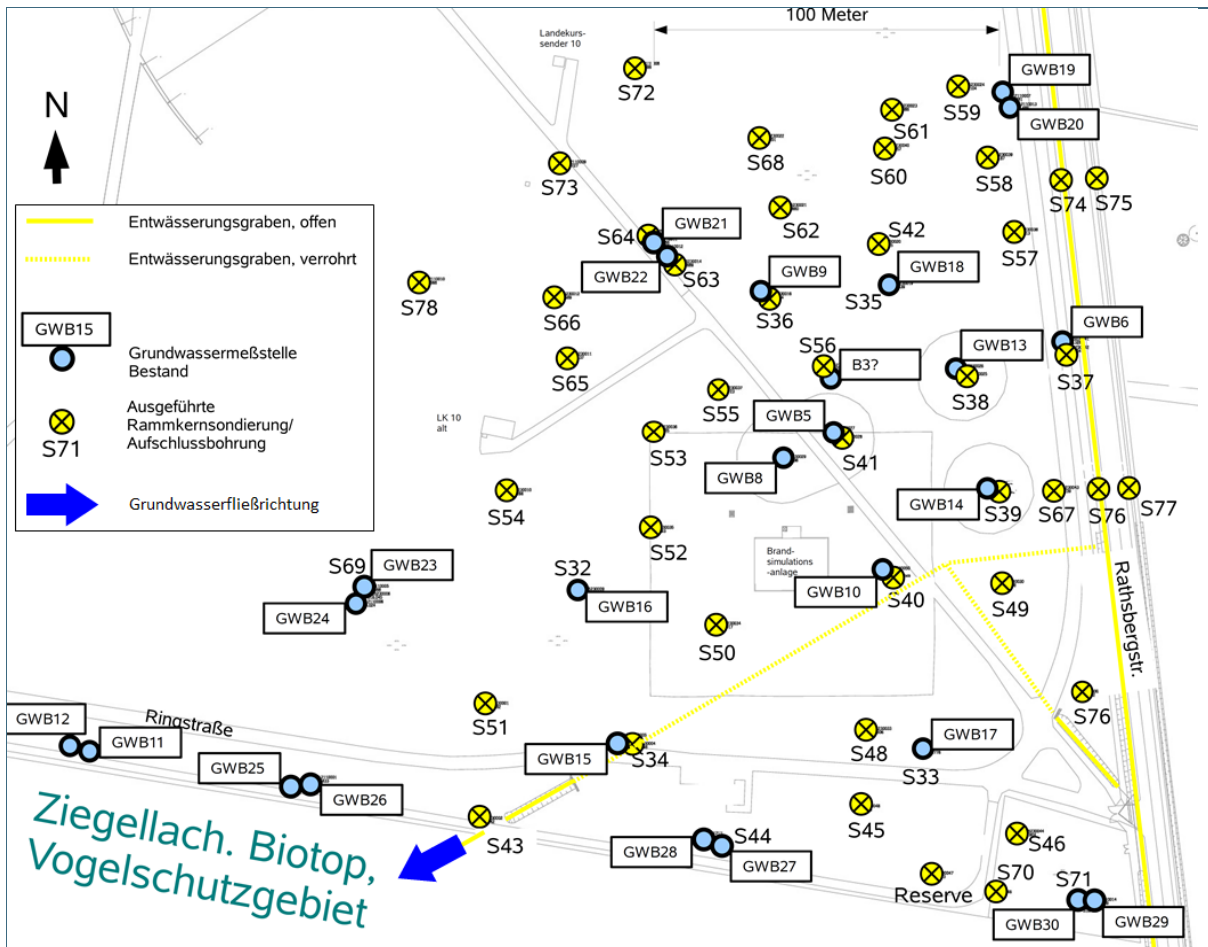 100 Meter
Landekurs-
sender 10
GWB19
N
S72
S59
GWB20
S61
S68
S60
S58
S73
S74
S75
Entwässerungsgraben, offen
Entwässerungsgraben, verrohrt
GWB21
S64
S62
S42
S57
GWB22
S63
GWB9
GWB18
S78
S66
S36
S35
GWB15
GWB6
Grundwassermeßstelle
Bestand
S56
B3?
GWB13
S37
S65
S38
Ausgeführte
Rammkernsondierung/
Aufschlussbohrung
S71
S55
LK 10
alt
GWB5
S53
S41
GWB8
Grundwasserfließrichtung
S54
GWB14
S39
S67
S76
S77
S52
Brand-
simulations
-anlage
S69
GWB23
S32
GWB24
GWB16
GWB10
S40
S49
Rathsbergstr.
S50
S51
S76
Ringstraße
GWB12
GWB11
GWB15
S34
S48
GWB17
S33
GWB25
GWB26
Ziegellach. Biotop,
Vogelschutzgebiet
S43
S45
S44
S46
GWB28
GWB27
S70
Reserve
S71
GWB30
GWB29